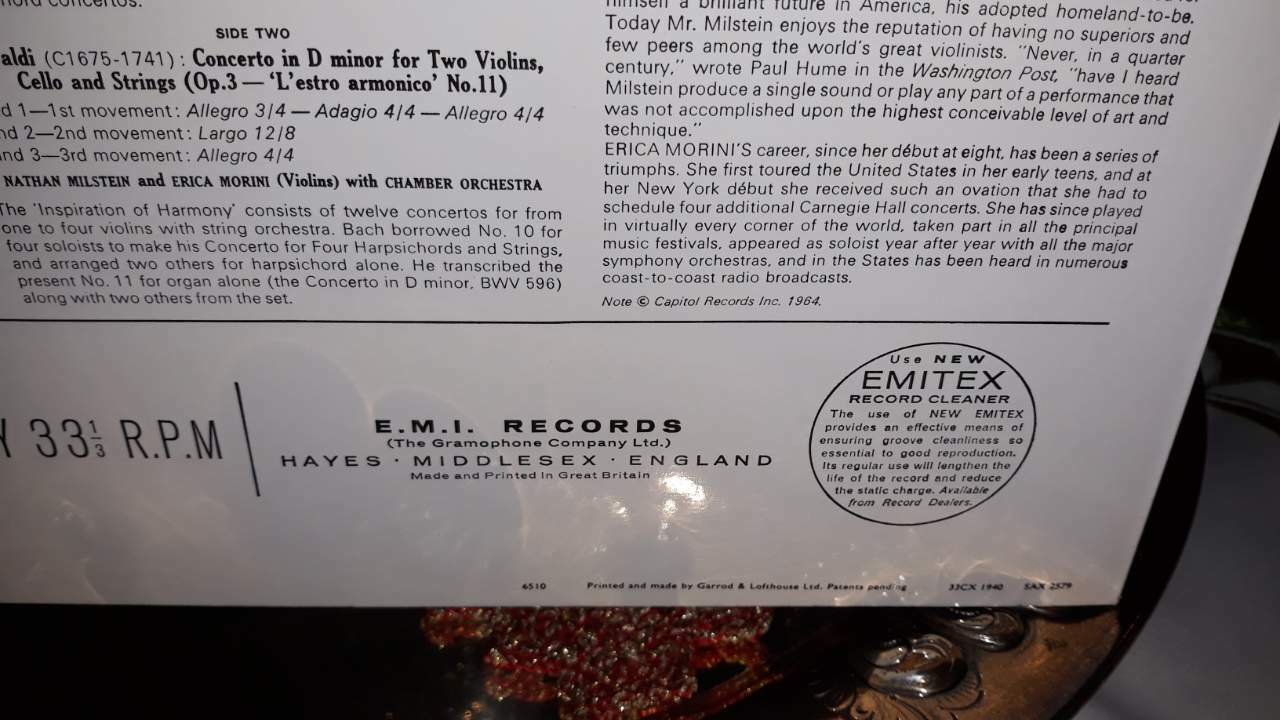 SIDE TWO
aldi (C1675-1741) : Concerto in D minor for Two Violins,
Cello and Strings (Op.3 — 'L'estro armonico' No.11)
d 1—1st movement: Allegro 3/4 — Adagio 4/4 — Allegro 4/4
nd 2—2nd movement: Largo 12/8
nd 3—3rd movement: Allegro 4/4
NATHAN MILSTEIN and ERICA MORINI (Violins) with CHAMBER ORCHESTRA
The 'Inspiration of Harmony' consists of twelve concertos for from
one to four violins with string orchestra. Bach borrowed No. 10 for
four soloists to make his Concerto for Four Harpsichords and Strings,
and arranged two others for harpsichord alone. He transcribed the
present No. 11 for organ alone (the Concerto in D minor, BWV 596)
along with two others from the set.
himself a brilliant future in America, his adopted homeland-to-be.
Today Mr. Milstein enjoys the reputation of having no superiors and
few peers among the world's great violinists. "Never, in a quarter
century," wrote Paul Hume in the Washington Post, "have I heard
Milstein produce a single sound or play any part of a performance that
was not accomplished upon the highest conceivable level of art and
technique."
ERICA MORINI'S career, since her début at eight, has been a series of
triumphs. She first toured the United States in her early teens, and at
her New York début she received such an ovation that she had to
schedule four additional Carnegie Hall concerts. She has since played
in virtually every corner of the world, taken part in all the principal
music festivals, appeared as soloist year after year with all the major
symphony orchestras, and in the States has been heard in numerous
coast-to-coast radio broadcasts.
Note © Capitol Records Inc. 1964.
Y 33⅓ R.P.M
E.M.I. RECORDS
(The Gramophone Company Ltd.)
HAYES · MIDDLESEX · ENGLAND
Made and Printed in Great Britain
Use NEW
EMITEX
RECORD CLEANER
The use of NEW EMITEX
provides an effective means of
ensuring groove cleanliness so
essential to good reproduction.
Its regular use will lengthen the
life of the record and reduce
the static charge. Available
from Record Dealers.
6510 Printed and made by Garrod & Lofthouse Ltd. Patents pending 33CX 1940 SAX 2579